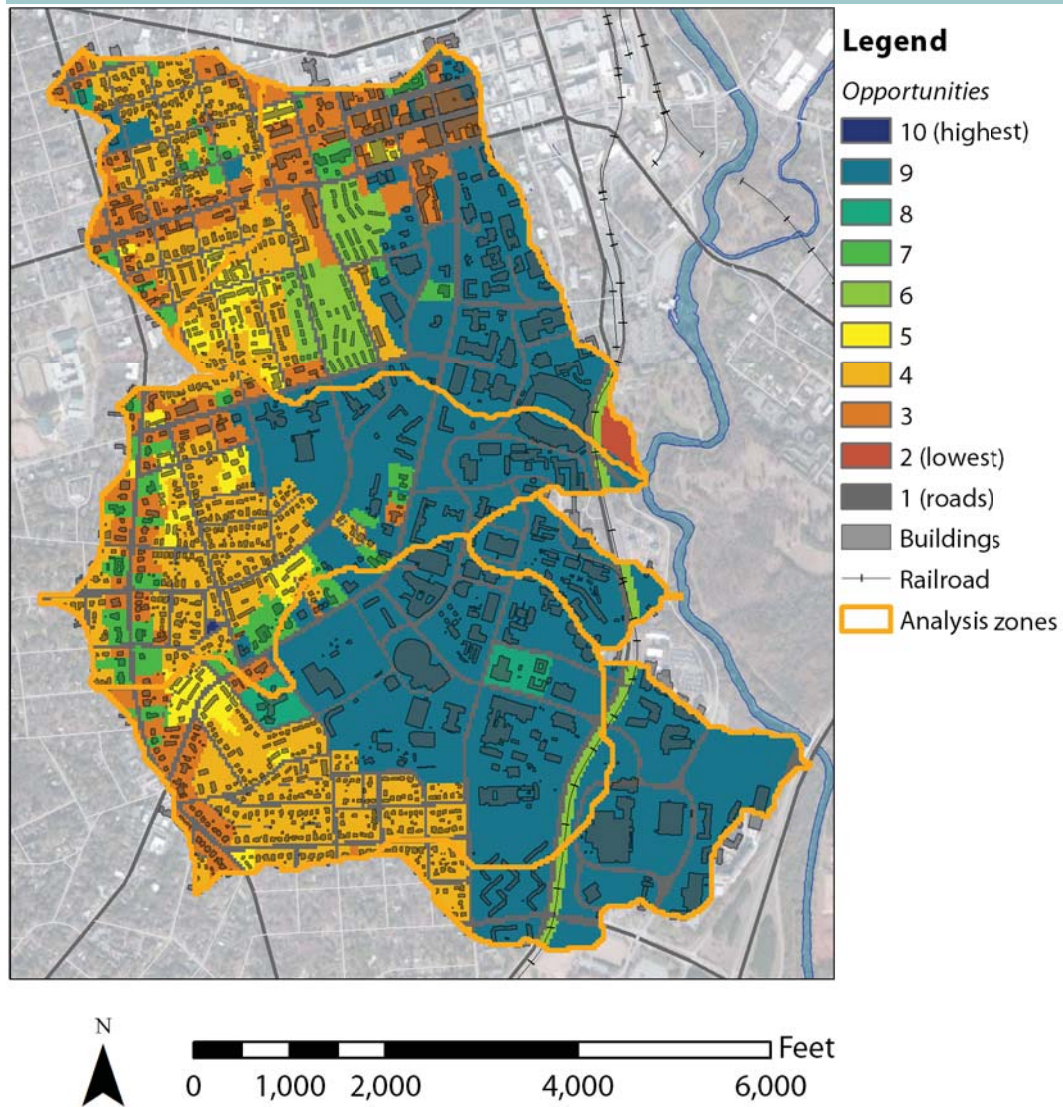 Legend
Opportunities
10 (highest)
9
8
7
6
5
4
3
2 (lowest)
1 (roads)
Buildings
Railroad
Analysis zones
N
Feet
0 1,000 2,000 4,000 6,000